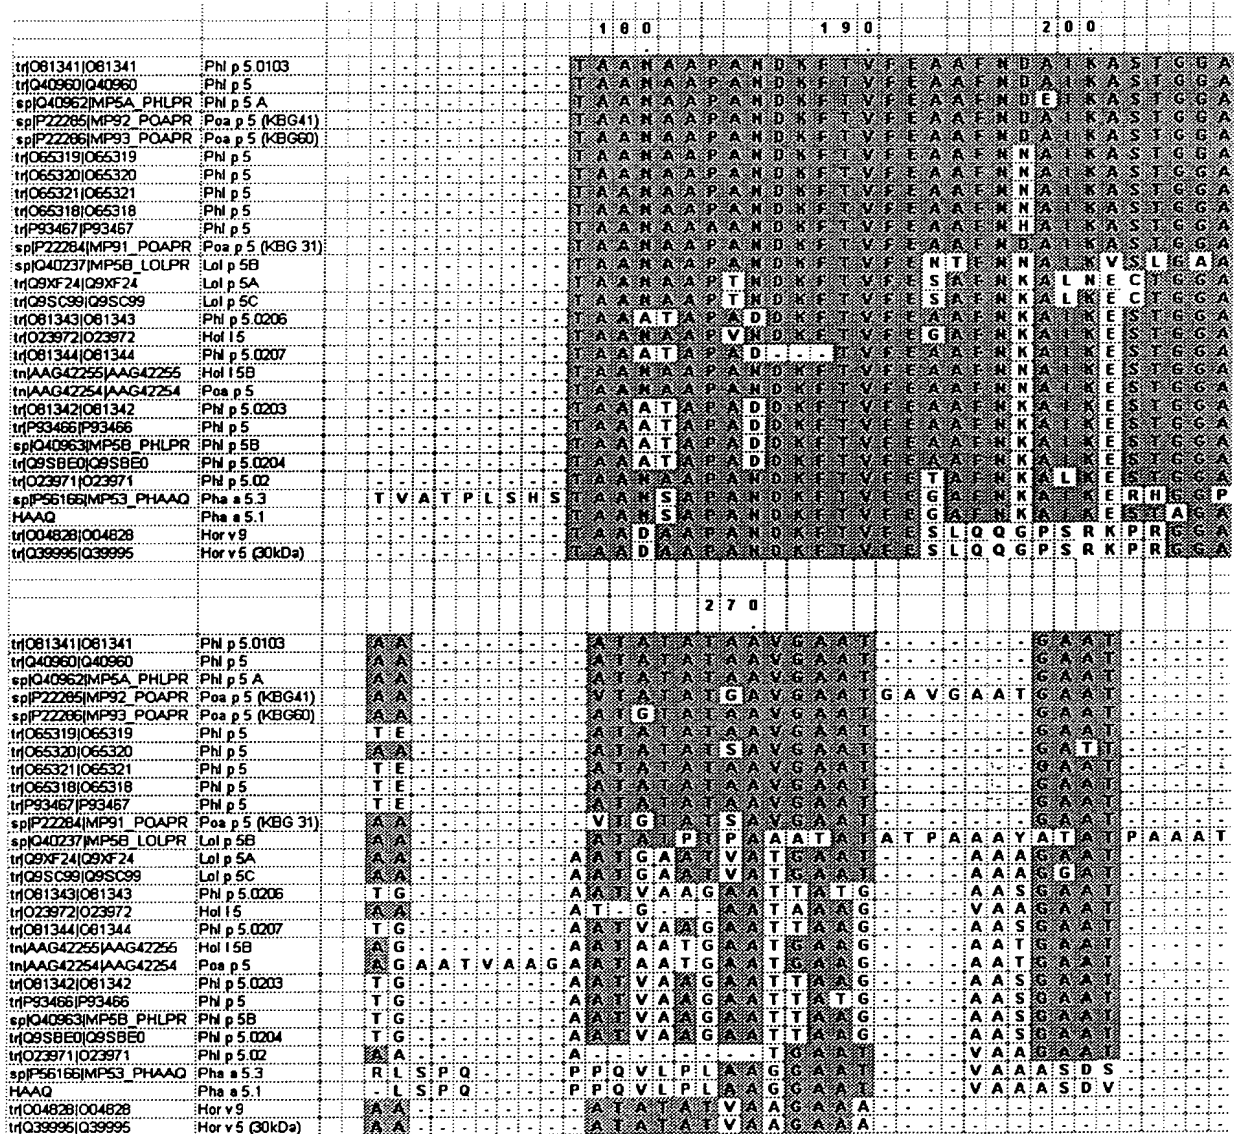 180 190 200
tr|O81341|O81341 Phl p 5.0103 - - - - - - - - - T A A N A A P A N D K F T V F E A A F N D A I K A S T G G A
tr|Q40960|Q40960 Phl p 5 - - - - - - - - - T A A N A A P A N D K F T V F E A A F N D A I K A S T G G A
sp|Q40962|MP5A_PHLPR Phl p 5 A - - - - - - - - - T A A N A A P A N D K F T V F E A A F N D E I K A S T G G A
sp|P22285|MP92_POAPR Poa p 5 (KBG41) - - - - - - - - - T A A N A A P A N D K F T V F E A A F N D A I K A S T G G A
sp|P22286|MP93_POAPR Poa p 5 (KBG60) - - - - - - - - - T A A N A A P A N D K F T V F E A A F N D A I K A S T G G A
tr|O65319|O65319 Phl p 5 - - - - - - - - - T A A N A A P A N D K F T V F E A A F N N A I K A S T G G A
tr|O65320|O65320 Phl p 5 - - - - - - - - - T A A N A A P A N D K F T V F E A A F N N A I K A S T G G A
tr|O65321|O65321 Phl p 5 - - - - - - - - - T A A N A A P A N D K F T V F E A A F N N A I K A S T G G A
tr|O65318|O65318 Phl p 5 - - - - - - - - - T A A N A A P A N D K F T V F E A A F N N A I K A S T G G A
tr|P93467|P93467 Phl p 5 - - - - - - - - - T A A N A A P A N D K F T V F E A A F N H A I K A S T G G A
sp|P22284|MP91_POAPR Poa p 5 (KBG 31) - - - - - - - - - T A A N A A P A N D K F T V F E A A F N D A I K A S T G G A
sp|Q40237|MP5B_LOLPR Lol p 5B - - - - - - - - - T A A N A A P A N D K F T V F E N T F N N A I K V S L G A A
tr|Q9XF24|Q9XF24 Lol p 5A - - - - - - - - - T A A N A A P T N D K F T V F E S A F N K A L N E C T G G A
tr|Q9SC99|Q9SC99 Lol p 5C - - - - - - - - - T A A N A A P T N D K F T V F E S A F N K A L K E C T G G A
tr|O81343|O81343 Phl p 5.0206 - - - - - - - - - T A A A T P A D D K F T V F E A A F N K A I K E S T G G A
tr|O23972|O23972 Hol l 5 - - - - - - - - - T A A N A A P V N D K F T V F E G A F N K A I K E S T G G A
tr|O81344|O81344 Phl p 5.0207 - - - - - - - - - T A A A T A P A D - - - T V F E A A F N K A I K E S T G G A
tn|AAG42255|AAG42255 Hol l 5B - - - - - - - - - T A A N A A P A N D K F T V F E A A F N N A I K E S T G G A
tn|AAG42254|AAG42254 Poa p 5 - - - - - - - - - T A A N A A P A N D K F T V F E A A F N N A I K E S T G G A
tr|O81342|O81342 Phl p 5.0203 - - - - - - - - - T A A A T A P A D D K F T V F E A A F N K A I K E S T G G A
tr|P93466|P93466 Phl p 5 - - - - - - - - - T A A A T A P A D D K F T V F E A A F N K A I K E S T G G A
sp|Q40963|MP5B_PHLPR Phl p 5B - - - - - - - - - T A A A T A P A D D K F T V F E A A F N K A I K E S T G G A
tr|Q9SBE0|Q9SBE0 Phl p 5.0204 - - - - - - - - - T A A A T A P A D D K F T V F E A A F N K A I K E S T G G A
tr|O23971|O23971 Phl p 5.02 - - - - - - - - - T A A N A A P A N D K F T V F E T A F N K A L K E S T G G A
sp|P56166|MP53_PHAAQ Pha a 5.3 T V A T P L S H S T A A N S A P A N D K F T V F E G A F N K A T K E R H G G P
HAAQ Pha a 5.1 - - - - - - - - - T A A N S A P A N D K F T V F E G A F N K A I K E S T A G A
tr|O04828|O04828 Hor v 9 - - - - - - - - - T A A D A A P A N D K F T V F E S L Q Q G P S R K P R G G A
tr|Q39995|Q39995 Hor v 5 (30kDa) - - - - - - - - - T A A D A A P A N D K F T V F E S L Q Q G P S R K P R G G A
270
tr|O81341|O81341 Phl p 5.0103 A A - - - - - - - - A T A T A T A A V G A A T - - - - - - - G A A T - - - - -
tr|Q40960|Q40960 Phl p 5 A A - - - - - - - - A T A T A T A A V G A A T - - - - - - - G A A T - - - - -
sp|Q40962|MP5A_PHLPR Phl p 5 A A A - - - - - - - - A T A T A T A A V G A A T - - - - - - - G A A T - - - - -
sp|P22285|MP92_POAPR Poa p 5 (KBG41) A A - - - - - - - - V T A T A T G A V G A A T G A V G A A T G A A T - - - - -
sp|P22286|MP93_POAPR Poa p 5 (KBG60) A A - - - - - - - - A T G T A T A A V G A A T - - - - - - - G A A T - - - - -
tr|O65319|O65319 Phl p 5 T E - - - - - - - - A T A T A T A A V G A A T - - - - - - - G A A T - - - - -
tr|O65320|O65320 Phl p 5 A A - - - - - - - - A T A T A T S A V G A A T - - - - - - - G A T T - - - - -
tr|O65321|O65321 Phl p 5 T E - - - - - - - - A T A T A T A A V G A A T - - - - - - - G A A T - - - - -
tr|O65318|O65318 Phl p 5 T E - - - - - - - - A T A T A T A A V G A A T - - - - - - - G A A T - - - - -
tr|P93467|P93467 Phl p 5 T E - - - - - - - - A T A T A T A A V G A A T - - - - - - - G A A T - - - - -
sp|P22284|MP91_POAPR Poa p 5 (KBG 31) A A - - - - - - - - V T G T A T S A V G A A T - - - - - - - G A A T - - - - -
sp|Q40237|MP5B_LOLPR Lol p 5B A A - - - - - - - - A T A T P T P A A A T A T A T P A A A Y A T A T P A A A T
tr|Q9XF24|Q9XF24 Lol p 5A A A - - - - - - - A A T G A A T V A T G A A T - - - - A A A G A A T - - - - -
tr|Q9SC99|Q9SC99 Lol p 5C A A - - - - - - - A A T G A A T V A T G A A T - - - - A A A G G A T - - - - -
tr|O81343|O81343 Phl p 5.0206 T G - - - - - - - A A T V A A G A A T T A T G - - - - A A S G A A T - - - - -
tr|O23972|O23972 Hol l 5 A A - - - - - - - A T - G - - - A A T A A A G - - - - V A A G A A T - - - - -
tr|O81344|O81344 Phl p 5.0207 T G - - - - - - - A A T V A A G A A T T A A G - - - - A A S G A A T - - - - -
tn|AAG42255|AAG42255 Hol l 5B A G - - - - - - - A A T A A T G A A T G A A G - - - - A A T G A A T - - - - -
tn|AAG42254|AAG42254 Poa p 5 A G A A T V A A G A A T A A T G A A T G A A G - - - - A A T G A A T - - - - -
tr|O81342|O81342 Phl p 5.0203 T G - - - - - - - A A T V A A G A A T T A A G - - - - A A S G A A T - - - - -
tr|P93466|P93466 Phl p 5 T G - - - - - - - A A T V A A G A A T T A T G - - - - A A S G A A T - - - - -
sp|Q40963|MP5B_PHLPR Phl p 5B T G - - - - - - - A A T V A A G A A T T A A G - - - - A A S G A A T - - - - -
tr|Q9SBE0|Q9SBE0 Phl p 5.0204 T G - - - - - - - A A T V A A G A A T T A A G - - - - A A S G A A T - - - - -
tr|O23971|O23971 Phl p 5.02 A A - - - - - - - A - - - - - - - - T G A A T - - - - V A A G A A T - - - - -
sp|P56166|MP53_PHAAQ Pha a 5.3 R L S P Q - - - - P P Q V L P L A A G G A A T - - - - V A A A S D S - - - - -
HAAQ Pha a 5.1 - L S P Q - - - - P P Q V L P L A A G G A A T - - - - V A A A S D V - - - - -
tr|O04828|O04828 Hor v 9 A A - - - - - - - - A T A T A T V A A G A A A - - - - - - - - - - - - - - - -
tr|Q39995|Q39995 Hor v 5 (30kDa) A A - - - - - - - - A T A T A T V A A G A A A - - - - - - - - - - - - - - - -